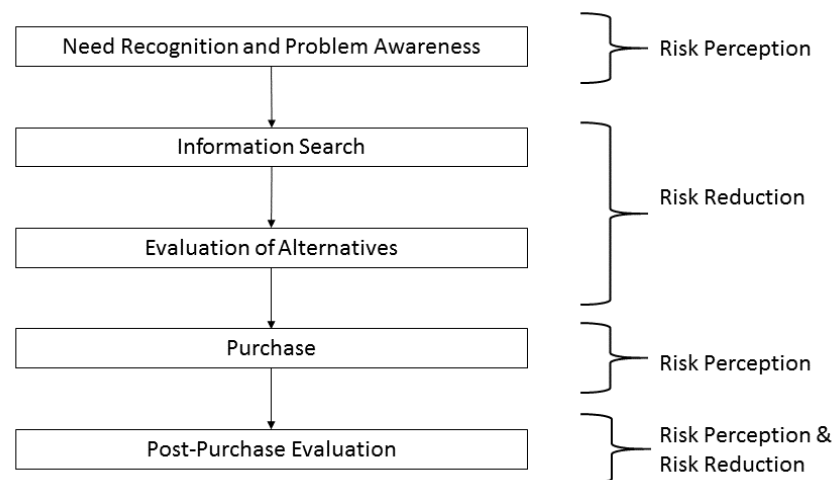 Need Recognition and Problem Awareness
Risk Perception
Information Search
Risk Reduction
Evaluation of Alternatives
Purchase
Risk Perception
Post-Purchase Evaluation
Risk Perception &
Risk Reduction